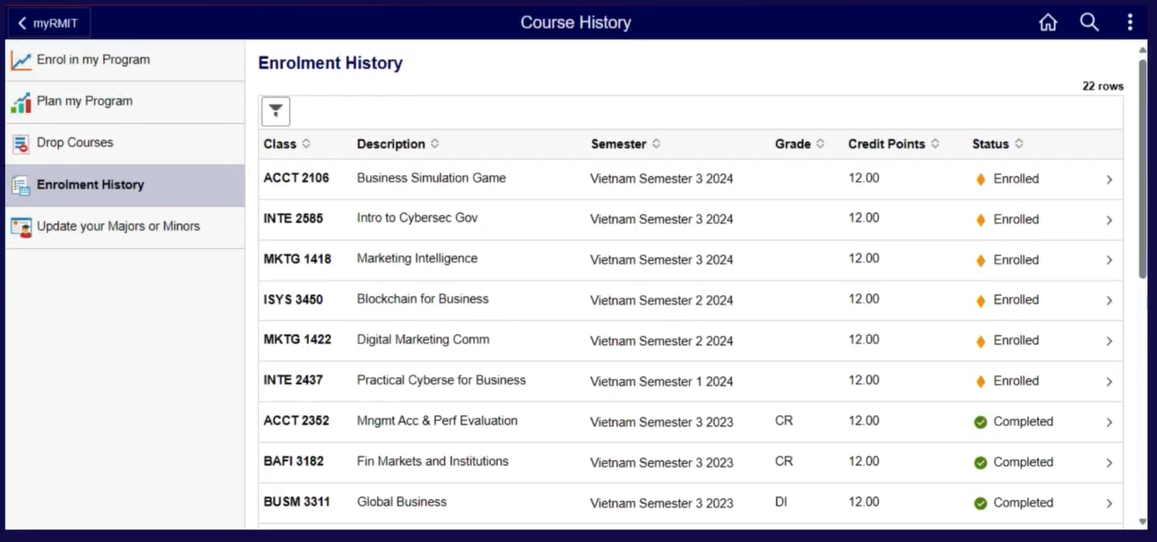 myRMIT
Course History
Enrol in my Program
Plan my Program
Drop Courses
Enrolment History
Update your Majors or Minors
Enrolment History
22 rows
Class Description Semester Grade Credit Points Status
ACCT 2106 Business Simulation Game Vietnam Semester 3 2024 12.00 Enrolled
INTE 2585 Intro to Cybersec Gov Vietnam Semester 3 2024 12.00 Enrolled
MKTG 1418 Marketing Intelligence Vietnam Semester 3 2024 12.00 Enrolled
ISYS 3450 Blockchain for Business Vietnam Semester 2 2024 12.00 Enrolled
MKTG 1422 Digital Marketing Comm Vietnam Semester 2 2024 12.00 Enrolled
INTE 2437 Practical Cyberse for Business Vietnam Semester 1 2024 12.00 Enrolled
ACCT 2352 Mngmt Acc & Perf Evaluation Vietnam Semester 3 2023 CR 12.00 Completed
BAFI 3182 Fin Markets and Institutions Vietnam Semester 3 2023 CR 12.00 Completed
BUSM 3311 Global Business Vietnam Semester 3 2023 DI 12.00 Completed